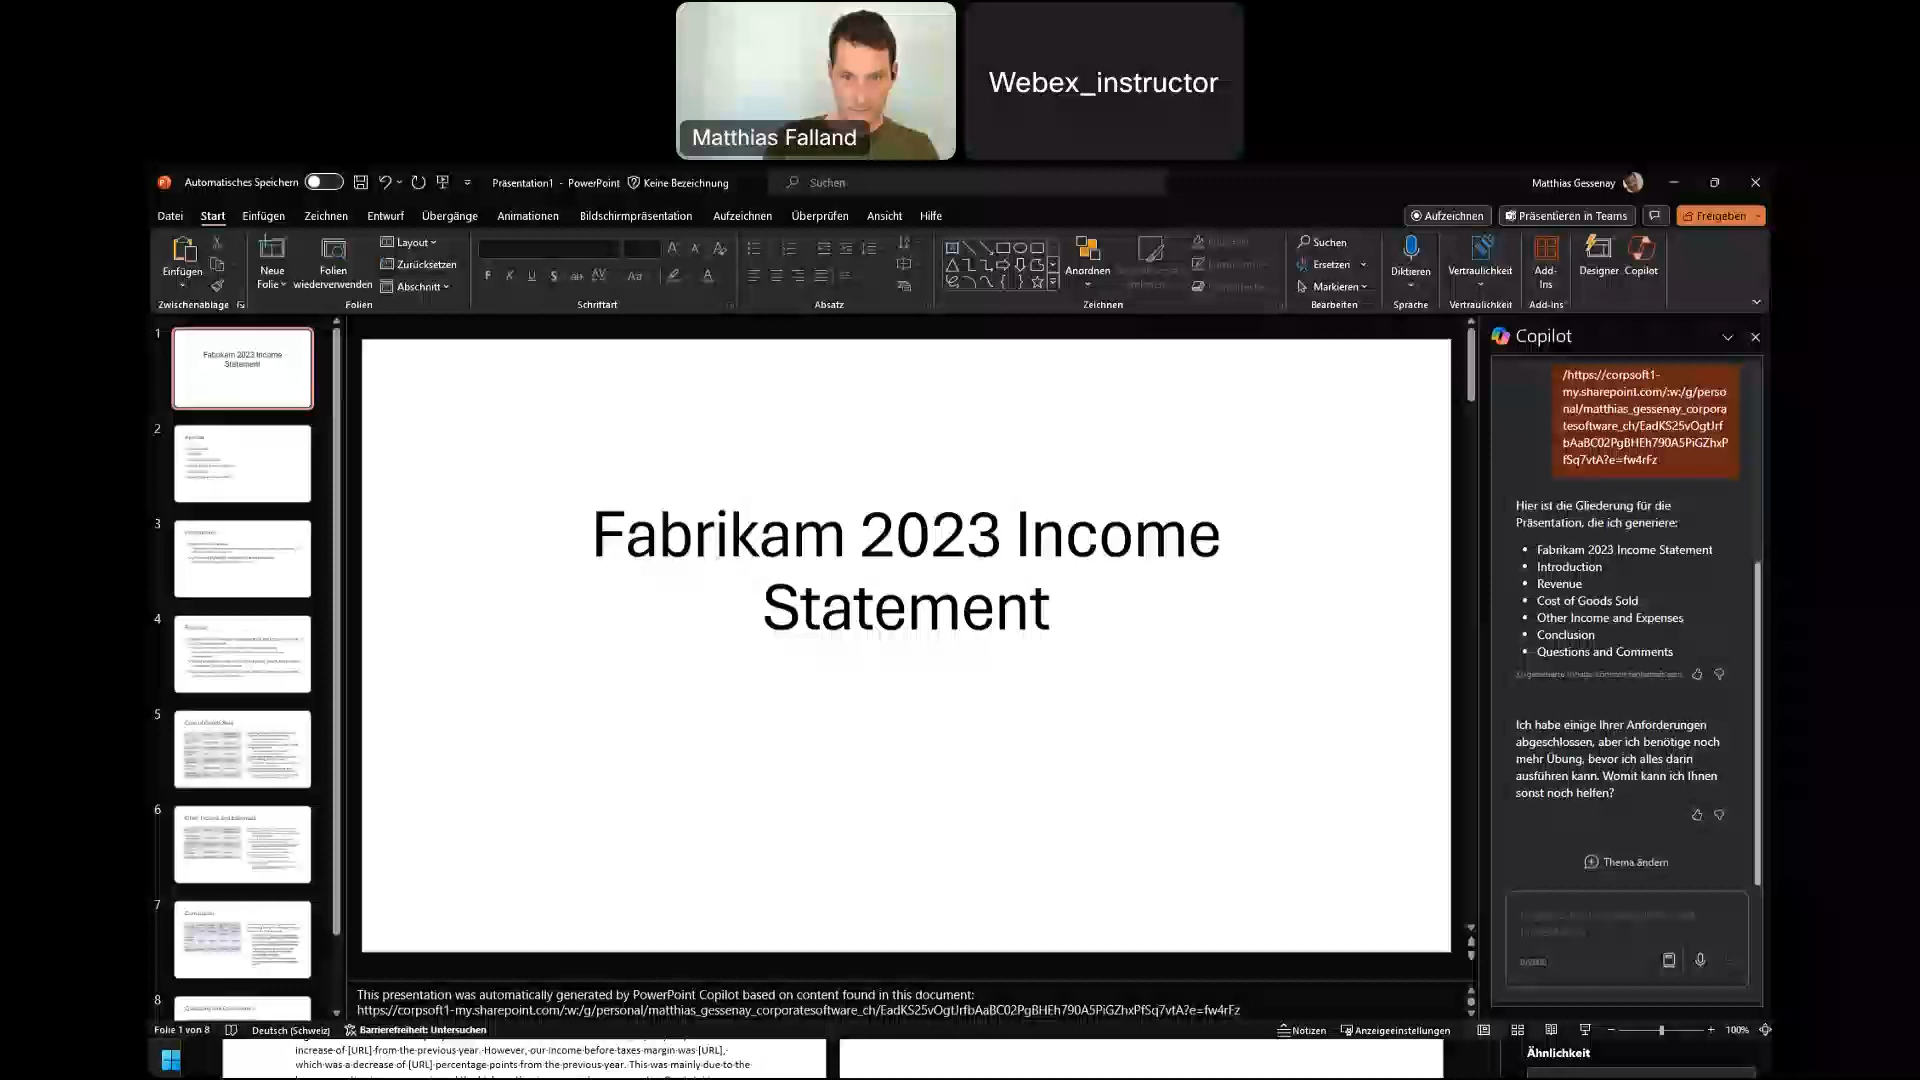 Matthias Falland
Webex_instructor
Automatisches Speichern
Präsentation1 - PowerPoint
Keine Bezeichnung
Suchen
Matthias Gessenay
Datei Start Einfügen Zeichnen Entwurf Übergänge Animationen Bildschirmpräsentation Aufzeichnen Überprüfen Ansicht Hilfe
Aufzeichnen
Präsentieren in Teams
Freigeben
Einfügen
Neue Folie
Folien wiederverwenden
Layout
Zurücksetzen
Abschnitt
Anordnen
Suchen
Ersetzen
Markieren
Diktieren
Vertraulichkeit
Add-Ins
Designer
Copilot
Zwischenablage
Folien
Schriftart
Absatz
Zeichnen
Bearbeiten
Sprache
Vertraulichkeit
Add-Ins
1
Fabrikam 2023 Income
Statement
2
3
4
5
6
7
8
Fabrikam 2023 Income
Statement
Copilot
/https://corpsoft1-
my.sharepoint.com/:w:/g/perso
nal/matthias_gessenay_corpora
tesoftware_ch/EadKS25vOgtJrf
bAaBC02PgBHEh790A5PiGZhxP
fSq7vtA?e=fw4rFz
Hier ist die Gliederung für die
Präsentation, die ich generiere:
• Fabrikam 2023 Income Statement
• Introduction
• Revenue
• Cost of Goods Sold
• Other Income and Expenses
• Conclusion
• Questions and Comments
Ich habe einige Ihrer Anforderungen
abgeschlossen, aber ich benötige noch
mehr Übung, bevor ich alles darin
ausführen kann. Womit kann ich Ihnen
sonst noch helfen?
Thema ändern
This presentation was automatically generated by PowerPoint Copilot based on content found in this document:
https://corpsoft1-my.sharepoint.com/:w:/g/personal/matthias_gessenay_corporatesoftware_ch/EadKS25vOgtJrfbAaBC02PgBHEh790A5PiGZhxPfSq7vtA?e=fw4rFz
Folie 1 von 8
Deutsch (Schweiz)
Barrierefreiheit: Untersuchen
Notizen
Anzeigeeinstellungen
100%
increase of [URL] from the previous year. However, our income before taxes margin was [URL],
which was a decrease of [URL] percentage points from the previous year. This was mainly due to the
Ähnlichkeit